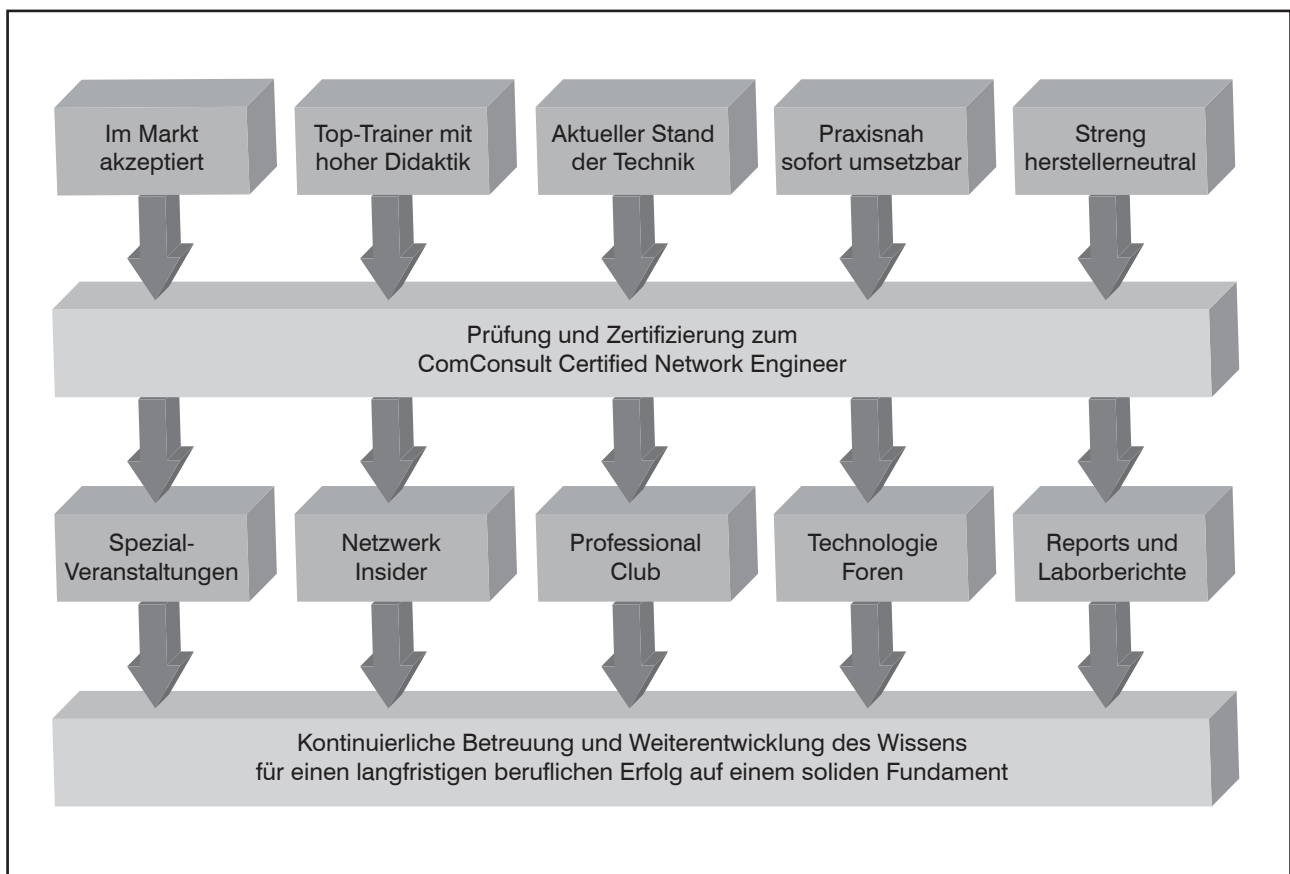 Im Markt
akzeptiert
Top-Trainer mit
hoher Didaktik
Aktueller Stand
der Technik
Praxisnah
sofort umsetzbar
Streng
herstellerneutral
Prüfung und Zertifizierung zum
ComConsult Certified Network Engineer
Spezial-
Veranstaltungen
Netzwerk
Insider
Professional
Club
Technologie
Foren
Reports und
Laborberichte
Kontinuierliche Betreuung und Weiterentwicklung des Wissens
für einen langfristigen beruflichen Erfolg auf einem soliden Fundament